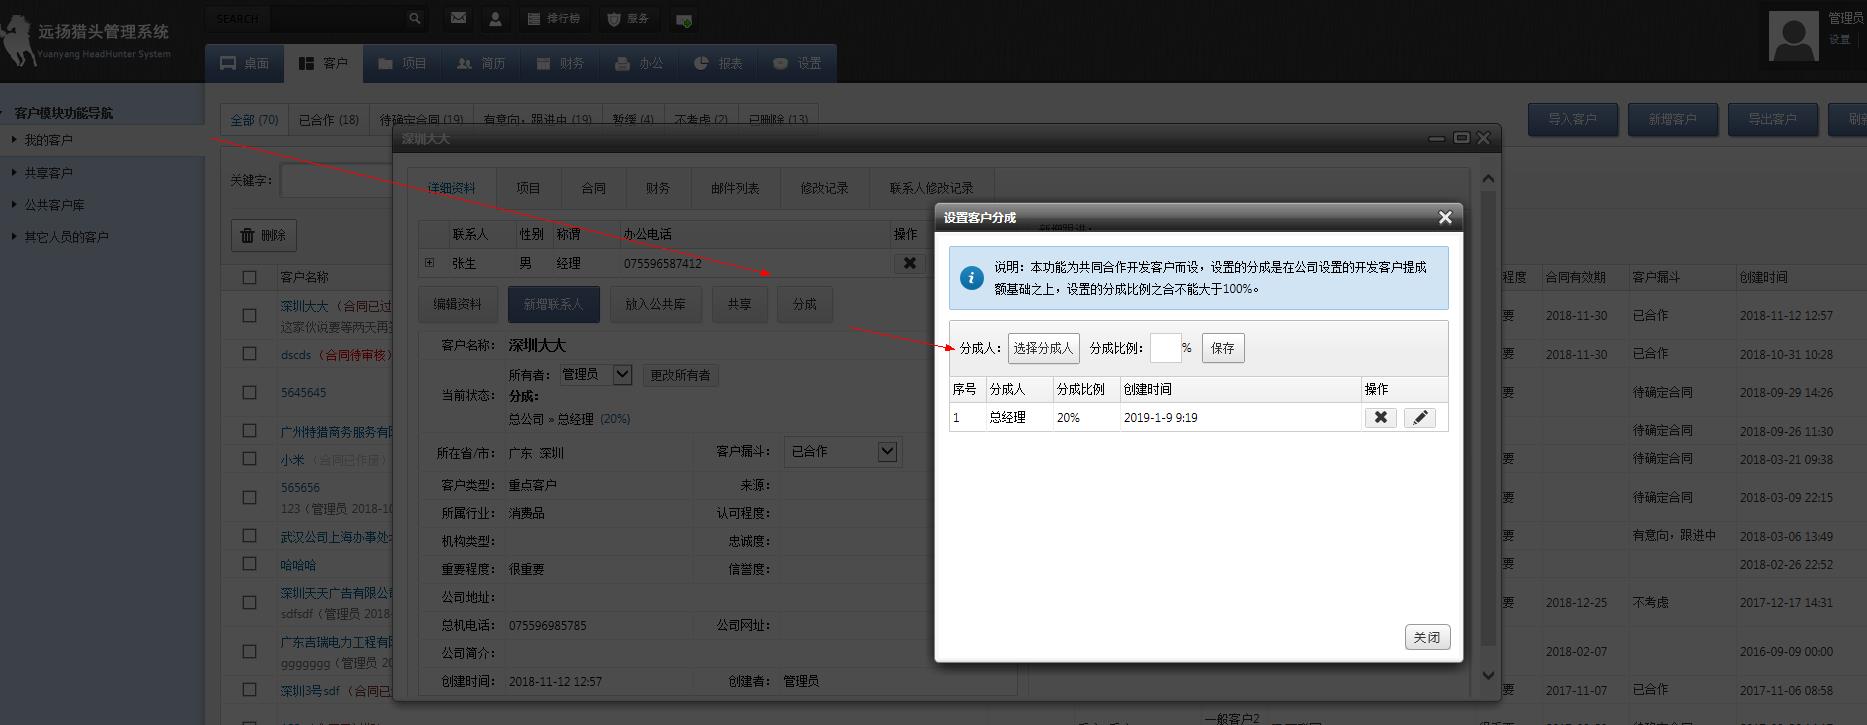 远扬猎头管理系统
Yuanyang HeadHunter System
SEARCH
排行榜
服务
管理员
设置
桌面
客户
项目
简历
财务
办公
报表
设置
客户模块功能导航
我的客户
共享客户
公共客户库
其它人员的客户
全部 (70)
已合作 (18)
待确定合同 (19)
有意向，跟进中 (19)
暂缓 (4)
不考虑 (2)
已删除 (13)
导入客户
新增客户
导出客户
关键字：
删除
客户名称
深圳大大 （合同已过
dscds（合同待审核）
5645645
广州特猎商务服务有限
小米 （合同已作废）
565656
123（管理员 2018-10
武汉公司上海办事处
哈哈哈
深圳天天广告有限公司
sdfsdf（管理员 2018-
广东吉瑞电力工程有限
ggggggg（管理员 20
深圳3号sdf （合同已
深圳大大
详细资料
项目
合同
财务
邮件列表
修改记录
联系人修改记录
联系人 性别 称谓 办公电话 操作
张生 男 经理 075596587412
编辑资料
新增联系人
放入公共库
共享
分成
客户名称： 深圳大大
所有者： 管理员 更改所有者
当前状态： 分成：
总公司 » 总经理 (20%)
所在省/市： 广东 深圳 客户漏斗： 已合作
客户类型： 重点客户 来源：
所属行业： 消费品 认可程度：
机构类型： 忠诚度：
重要程度： 很重要 信誉度：
公司地址：
总机电话： 075596985785 公司网址：
公司简介：
创建时间： 2018-11-12 12:57 创建者： 管理员
设置客户分成
说明：本功能为共同合作开发客户而设，设置的分成是在公司设置的开发客户提成
额基础之上，设置的分成比例之合不能大于100%。
分成人： 选择分成人 分成比例： % 保存
序号 分成人 分成比例 创建时间 操作
1 总经理 20% 2019-1-9 9:19
关闭
程度 合同有效期 客户漏斗 创建时间
要 2018-11-30 已合作 2018-11-12 12:57
要 2018-11-30 已合作 2018-10-31 10:28
要 待确定合同 2018-09-29 14:26
待确定合同 2018-09-26 11:30
要 待确定合同 2018-03-21 09:38
要 待确定合同 2018-03-09 22:15
要 有意向，跟进中 2018-03-06 13:49
要 2018-02-26 22:52
要 2018-12-25 不考虑 2017-12-17 14:31
要 2018-02-07 2016-09-09 00:00
要 2017-11-07 已合作 2017-11-06 08:58
一般客户2